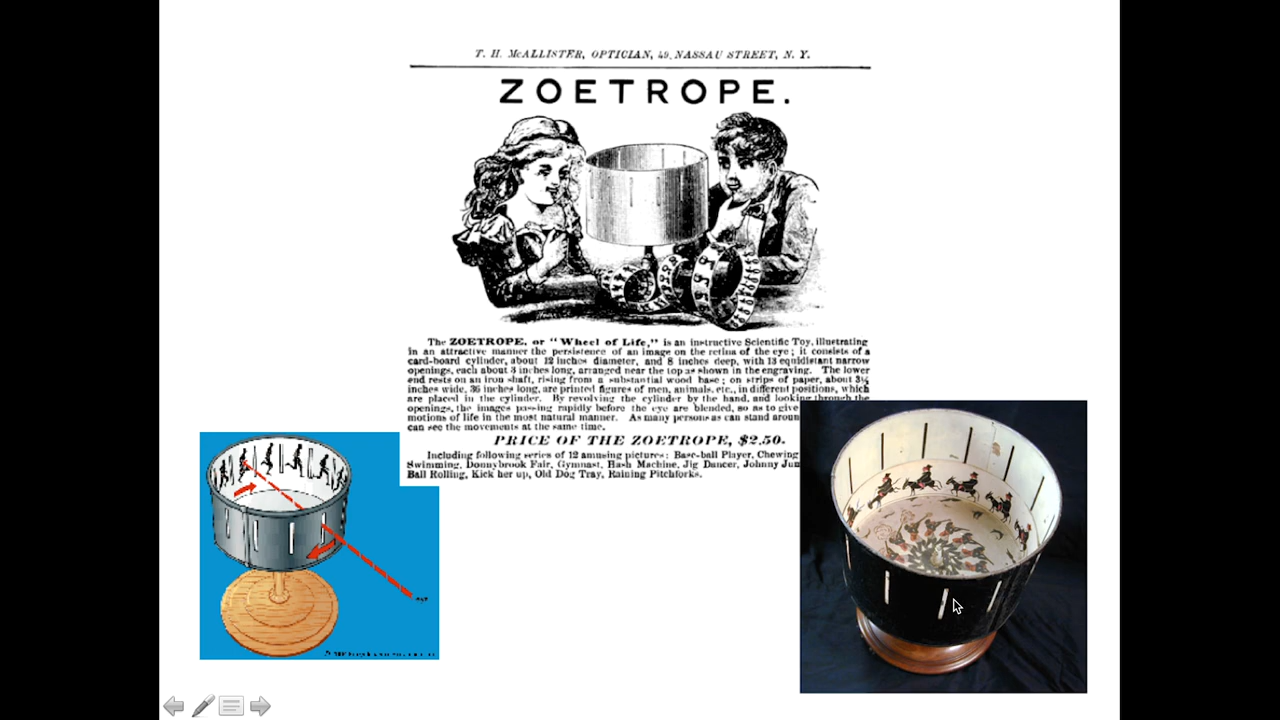 T. H. McALLISTER, OPTICIAN, 49, NASSAU STREET, N. Y.
ZOETROPE.
The ZOETROPE, or "Wheel of Life," is an instructive Scientific Toy, illustrating
in an attractive manner the persistence of an image on the retina of the eye; it consists of a
card-board cylinder, about 12 inches diameter, and 8 inches deep, with 13 equidistant narrow
openings, each about 3 inches long, arranged near the top as shown in the engraving. The lower
end rests on an iron shaft, rising from a substantial wood base; on strips of paper, about 3½
inches wide, 36 inches long, are printed figures of men, animals, etc., in different positions, which
are placed in the cylinder. By revolving the cylinder by the hand, and looking through the
openings, the images passing rapidly before the eye are blended, so as to give
motions of life in the most natural manner. As many persons as can stand aroun
can see the movements at the same time.
PRICE OF THE ZOETROPE, $2.50.
Including following series of 12 amusing pictures: Base-ball Player, Chewing
Swimming, Donnybrook Fair, Gymnast, Hash Machine, Jig Dancer, Johnny Jum
Ball Rolling, Kick her up, Old Dog Tray, Raining Pitchforks.